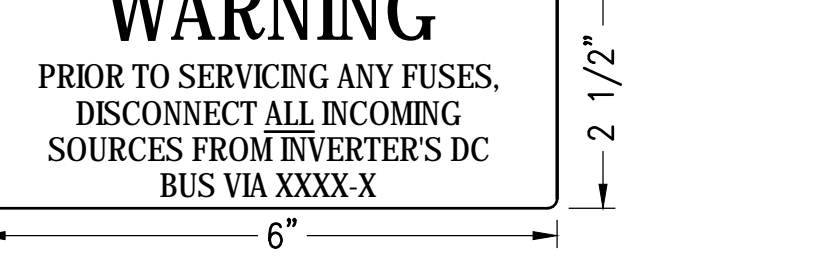 WARNING
PRIOR TO SERVICING ANY FUSES,
DISCONNECT ALL INCOMING
SOURCES FROM INVERTER'S DC
BUS VIA XXXX-X
2 1/2”
6”